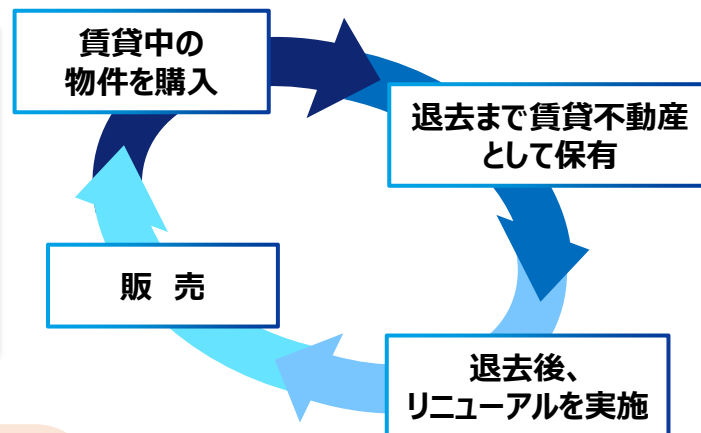 賃貸中の
物件を購入
退去まで賃貸不動産
として保有
退去後、
リニューアルを実施
販 売